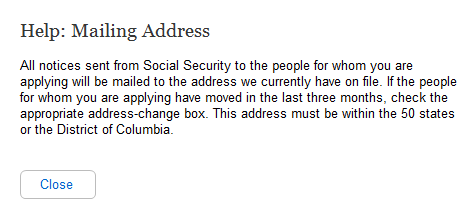 Help: Mailing Address
All notices sent from Social Security to the people for whom you are
applying will be mailed to the address we currently have on file. If the people
for whom you are applying have moved in the last three months, check the
appropriate address-change box. This address must be within the 50 states
or the District of Columbia.
Close